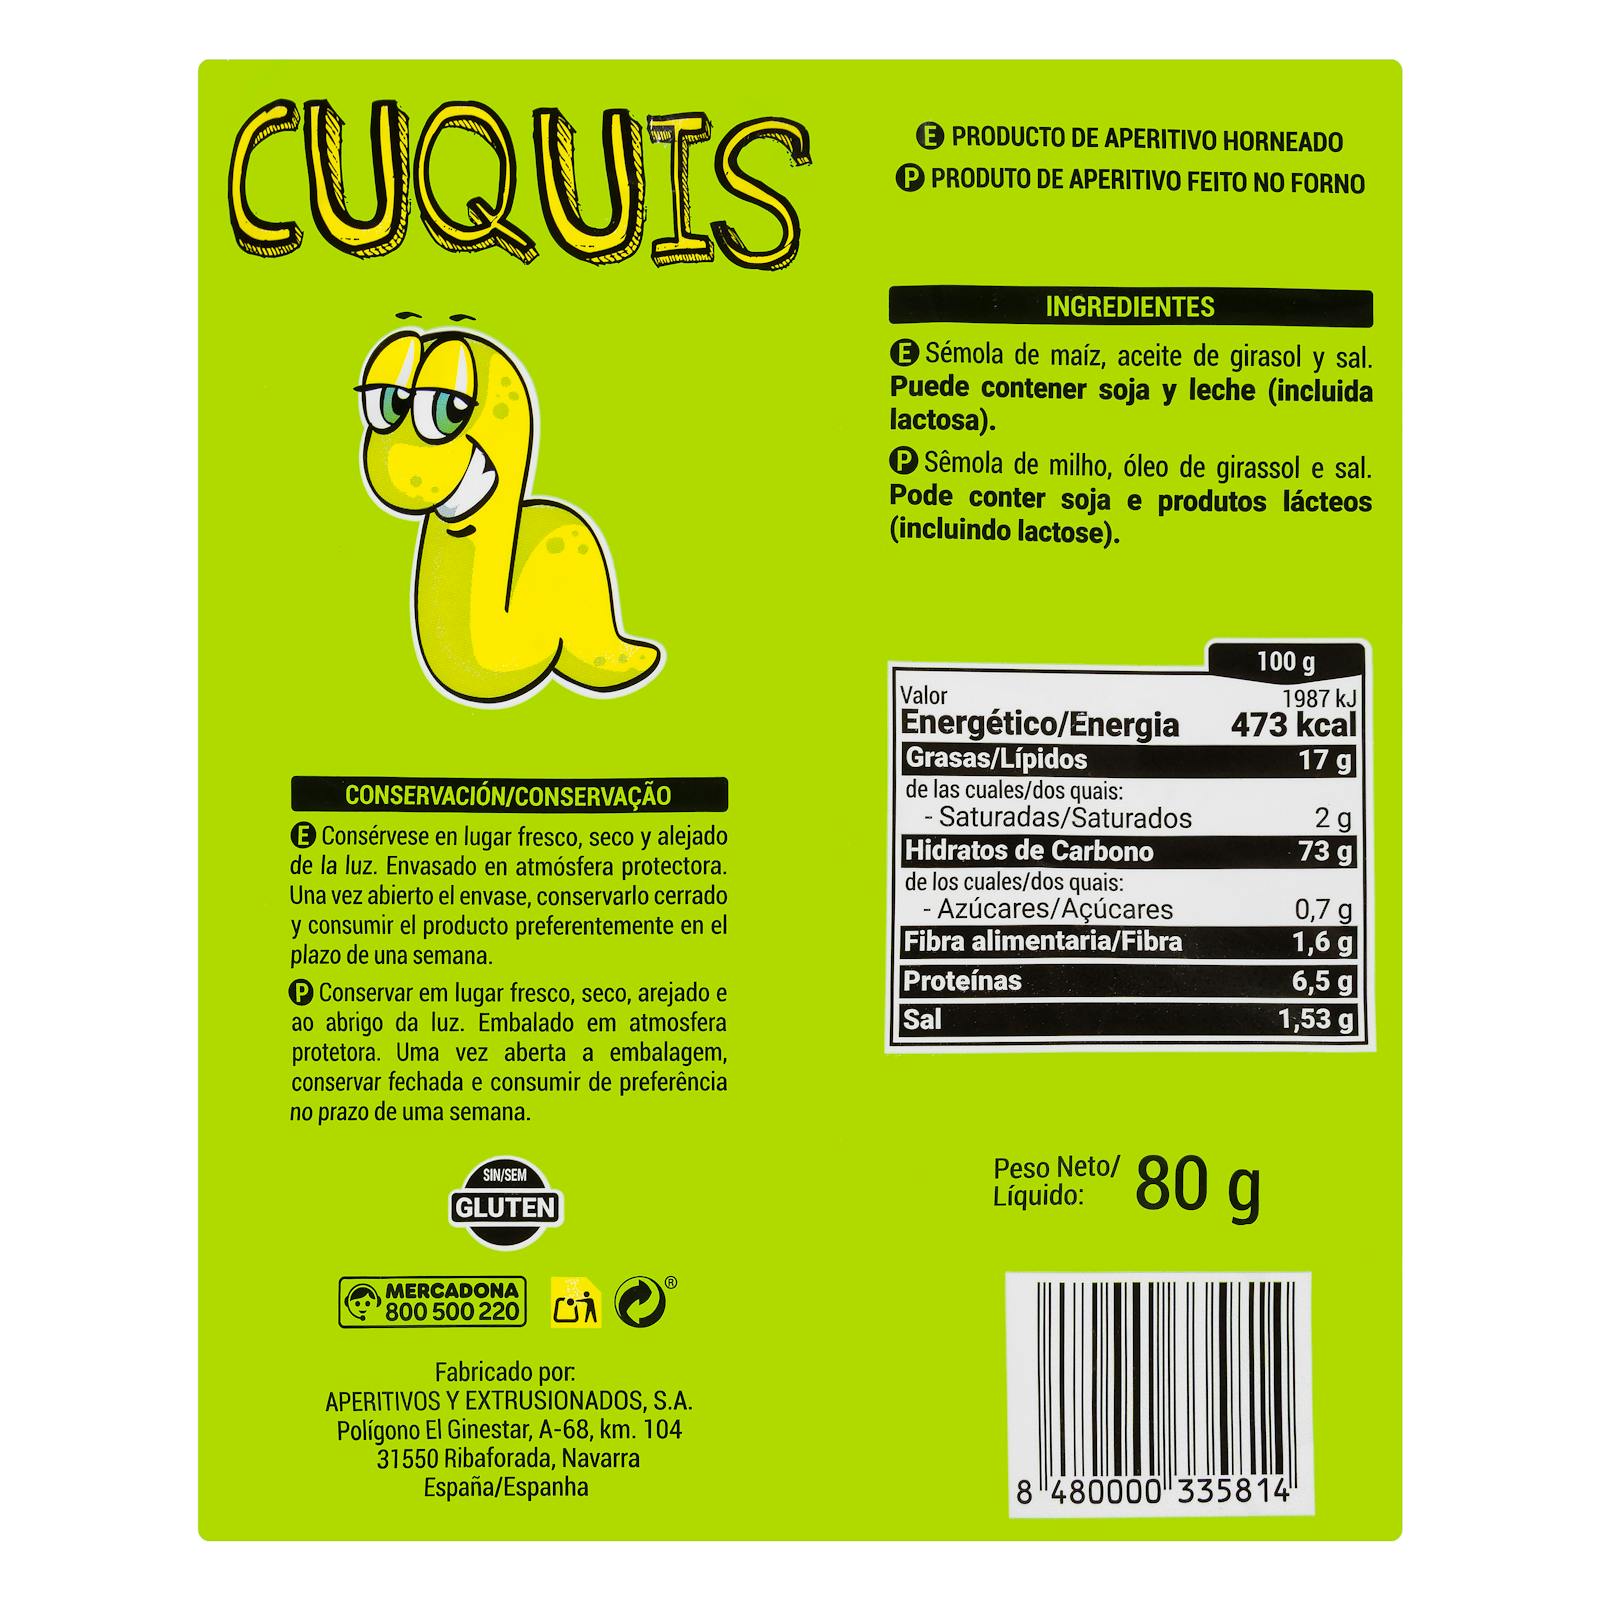 CUQUIS
E PRODUCTO DE APERITIVO HORNEADO
P PRODUTO DE APERITIVO FEITO NO FORNO
INGREDIENTES
E Sémola de maíz, aceite de girasol y sal.
Puede contener soja y leche (incluida
lactosa).
P Sêmola de milho, óleo de girassol e sal.
Pode conter soja e produtos lácteos
(incluindo lactose).
100 g
Valor 1987 kJ
Energético/Energia 473 kcal
Grasas/Lípidos 17 g
de las cuales/dos quais:
- Saturadas/Saturados 2 g
Hidratos de Carbono 73 g
de los cuales/dos quais:
- Azúcares/Açúcares 0,7 g
Fibra alimentaria/Fibra 1,6 g
Proteínas 6,5 g
Sal 1,53 g
Peso Neto/
Líquido: 80 g
8 480000 335814
CONSERVACIÓN/CONSERVAÇÃO
E Consérvese en lugar fresco, seco y alejado
de la luz. Envasado en atmósfera protectora.
Una vez abierto el envase, conservarlo cerrado
y consumir el producto preferentemente en el
plazo de una semana.
P Conservar em lugar fresco, seco, arejado e
ao abrigo da luz. Embalado em atmosfera
protetora. Uma vez aberta a embalagem,
conservar fechada e consumir de preferência
no prazo de uma semana.
SIN/SEM
GLUTEN
MERCADONA
800 500 220
®
Fabricado por:
APERITIVOS Y EXTRUSIONADOS, S.A.
Polígono El Ginestar, A-68, km. 104
31550 Ribaforada, Navarra
España/Espanha